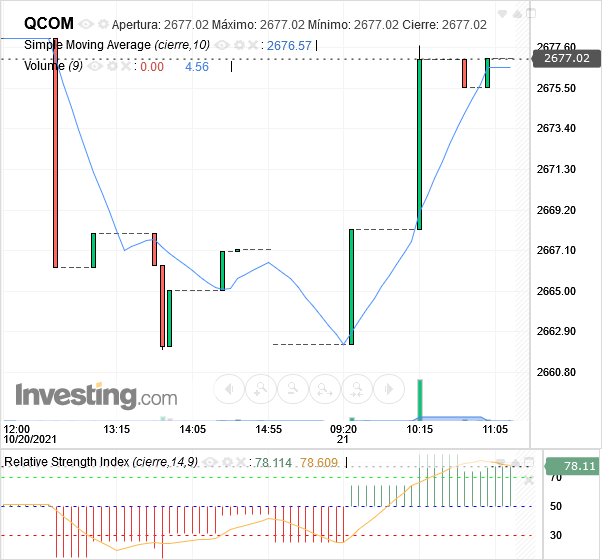 QCOM Apertura: 2677.02 Máximo: 2677.02 Mínimo: 2677.02 Cierre: 2677.02
Simple Moving Average (cierre,10) : 2676.57
Volume (9) : 0.00 4.56
2677.60
2677.02
2675.50
2673.40
2671.30
2669.20
2667.10
2665.00
2662.90
2660.80
Investing.com
12:00 13:15 14:05 14:55 09:20 10:15 11:05
10/20/2021 21
Relative Strength Index (cierre,14,9) : 78.114 78.609
78.11
70
50
30